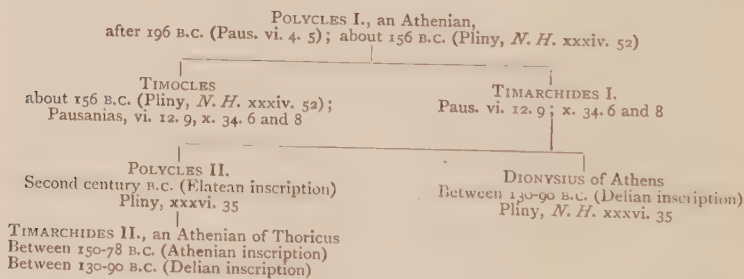 POLYCLES I., an Athenian,
after 196 B.C. (Paus. vi. 4. 5); about 156 B.C. (Pliny, N. H. xxxiv. 52)
TIMOCLES
about 156 B.C. (Pliny, N. H. xxxiv. 52);
Pausanias, vi. 12. 9, x. 34. 6 and 8
TIMARCHIDES I.
Paus. vi. 12. 9; x. 34. 6 and 8
POLYCLES II.
Second century B.C. (Elatean inscription)
Pliny, xxxvi. 35
DIONYSIUS of Athens
Between 130-90 B.C. (Delian inscription)
Pliny, N. H. xxxvi. 35
TIMARCHIDES II., an Athenian of Thoricus
Between 150-78 B.C. (Athenian inscription)
Between 130-90 B.C. (Delian inscription)